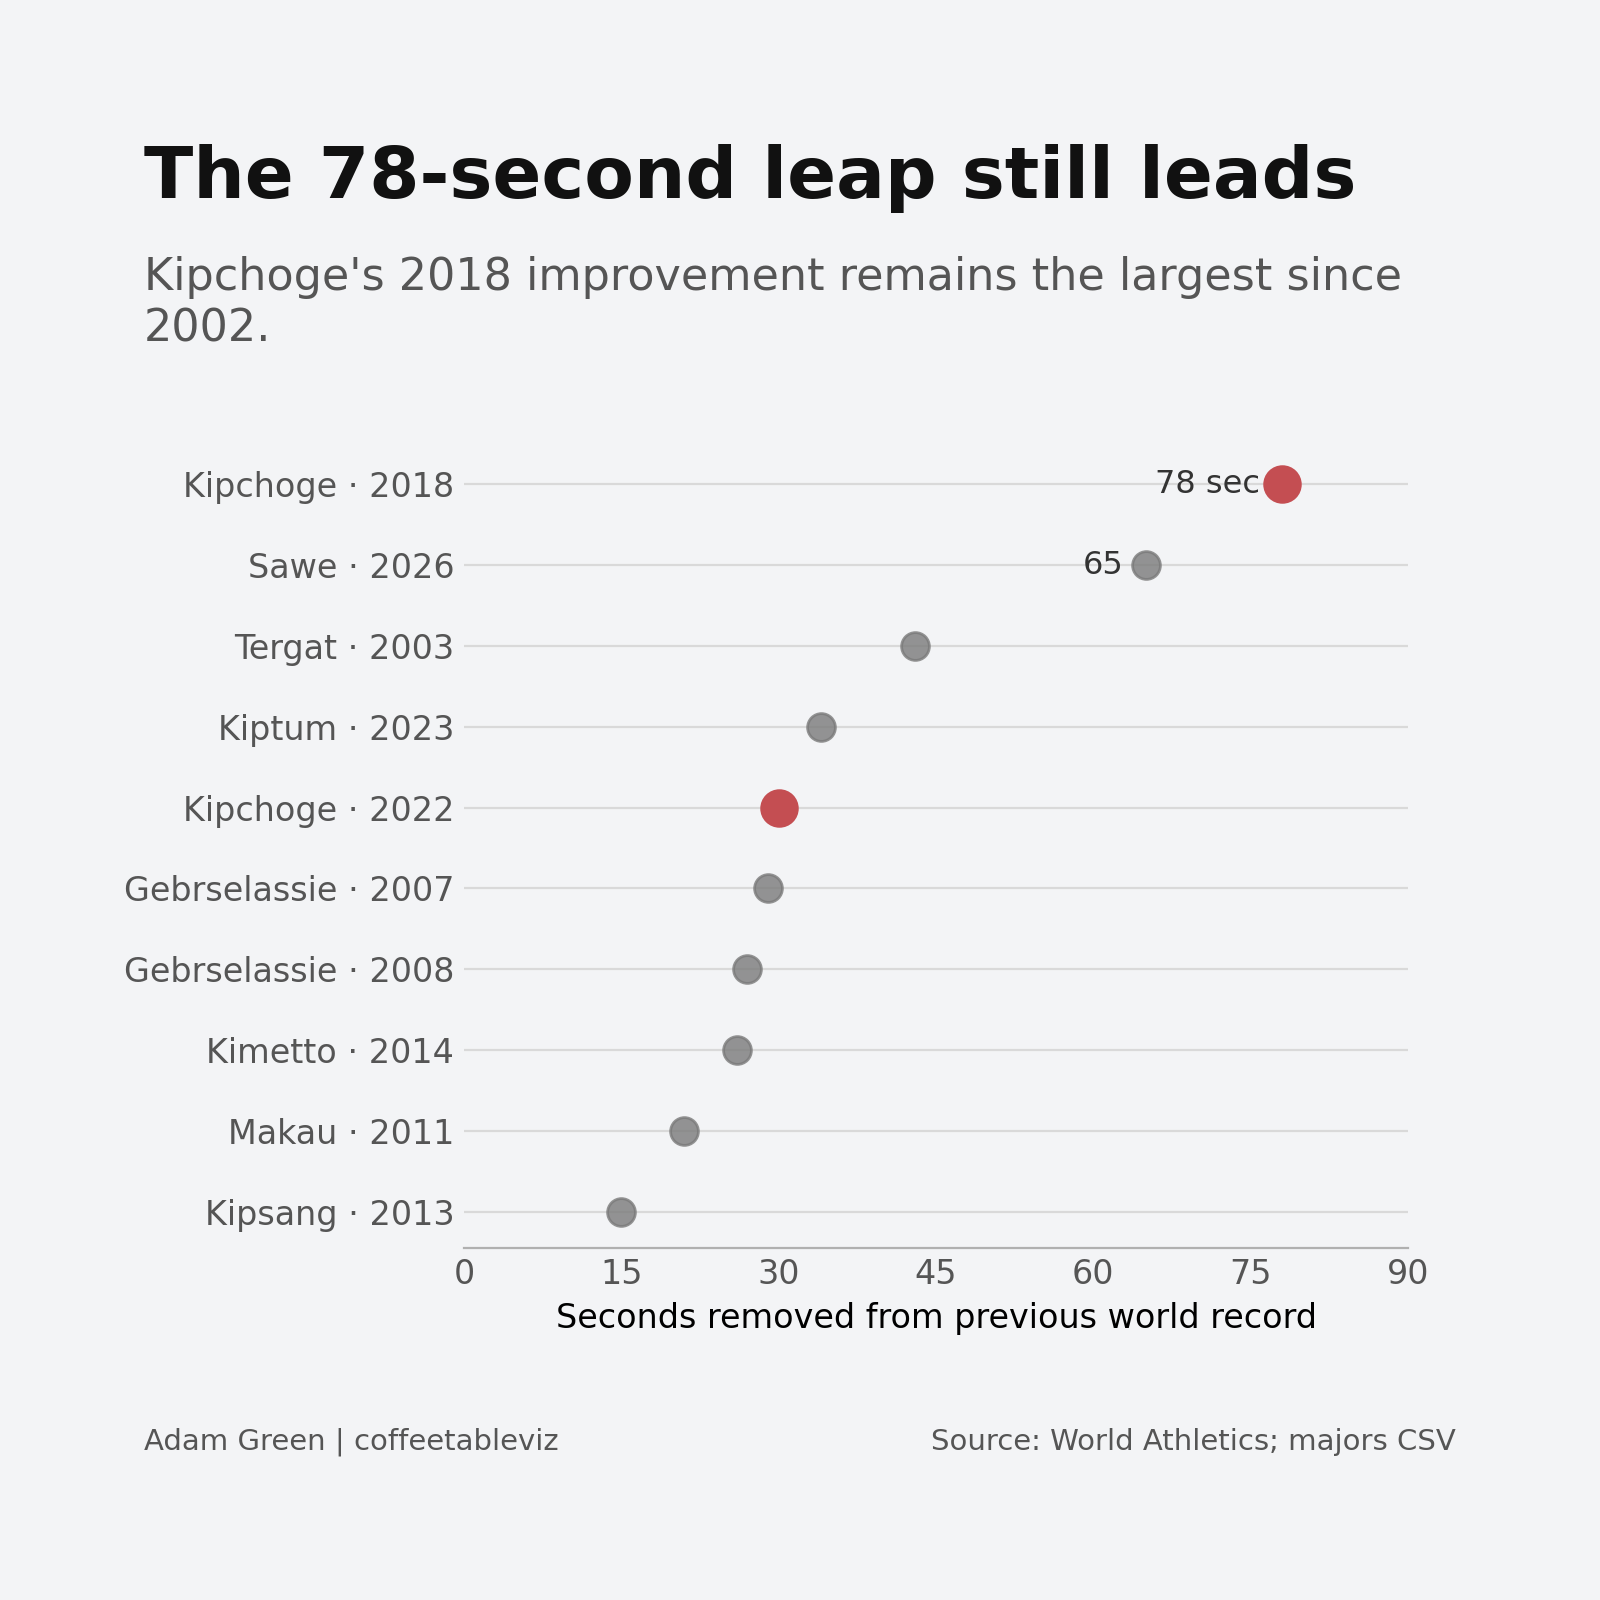 The 78-second leap still leads
Kipchoge's 2018 improvement remains the largest since
2002.
Kipchoge · 2018
78 sec
Sawe · 2026
65
Tergat · 2003
Kiptum · 2023
Kipchoge · 2022
Gebrselassie · 2007
Gebrselassie · 2008
Kimetto · 2014
Makau · 2011
Kipsang · 2013
0 15 30 45 60 75 90
Seconds removed from previous world record
Adam Green | coffeetableviz
Source: World Athletics; majors CSV